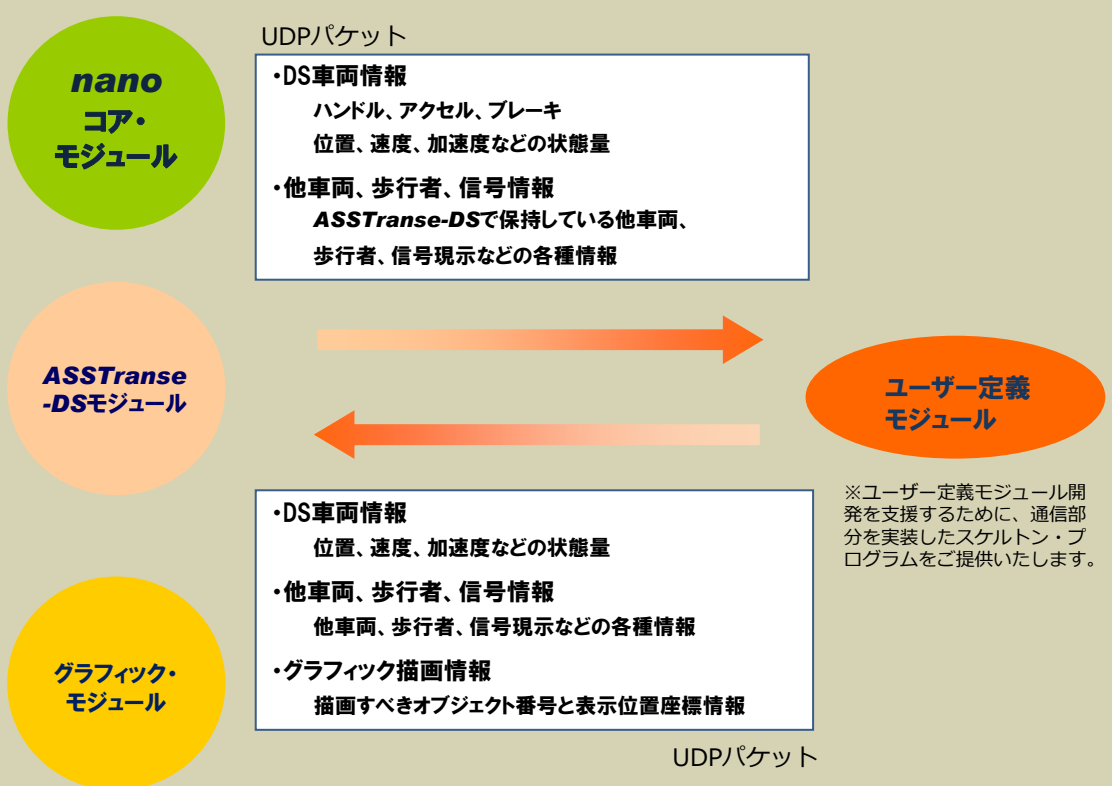 nano
コア・
モジュール
UDPパケット
・DS車両情報
ハンドル、アクセル、ブレーキ
位置、速度、加速度などの状態量
・他車両、歩行者、信号情報
ASSTranse-DSで保持している他車両、
歩行者、信号現示などの各種情報
ASSTranse
-DSモジュール
ユーザー定義
モジュール
※ユーザー定義モジュール開
発を支援するために、通信部
分を実装したスケルトン・プ
ログラムをご提供いたします。
・DS車両情報
位置、速度、加速度などの状態量
・他車両、歩行者、信号情報
他車両、歩行者、信号現示などの各種情報
・グラフィック描画情報
描画すべきオブジェクト番号と表示位置座標情報
グラフィック・
モジュール
UDPパケット